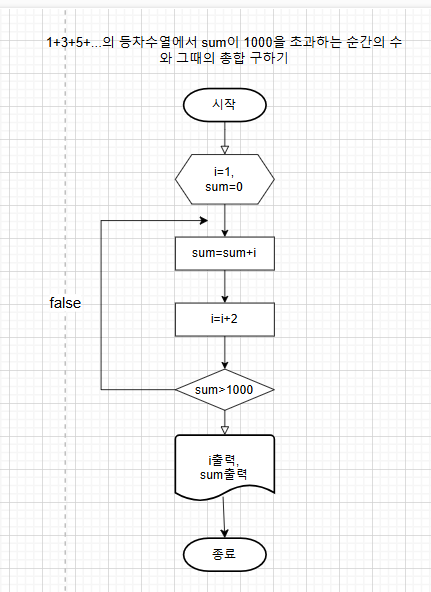 1+3+5+...의 등차수열에서 sum이 1000을 초과하는 순간의 수
와 그때의 총합 구하기
시작
i=1,
sum=0
sum=sum+i
false
i=i+2
sum>1000
i출력,
sum출력
종료